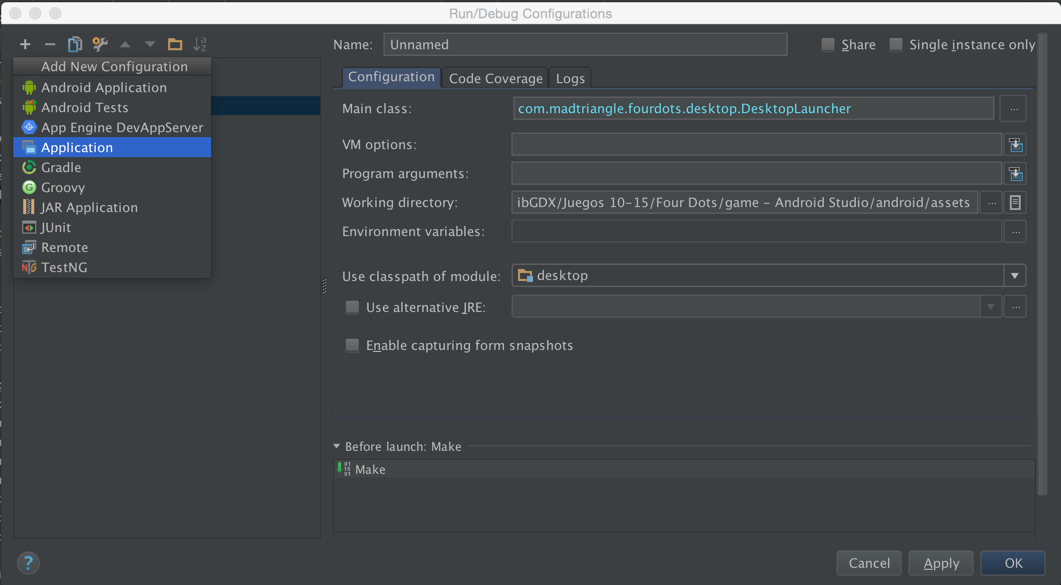 Run/Debug Configurations
Name: Unnamed Share Single instance only
Add New Configuration
Android Application
Android Tests
App Engine DevAppServer
Application
Gradle
Groovy
JAR Application
JUnit
Remote
TestNG
Configuration Code Coverage Logs
Main class: com.madtriangle.fourdots.desktop.DesktopLauncher ...
VM options:
Program arguments:
Working directory: ibGDX/Juegos 10-15/Four Dots/game - Android Studio/android/assets ...
Environment variables: ...
Use classpath of module: desktop
Use alternative JRE: ...
Enable capturing form snapshots
Before launch: Make
Make
? Cancel Apply OK